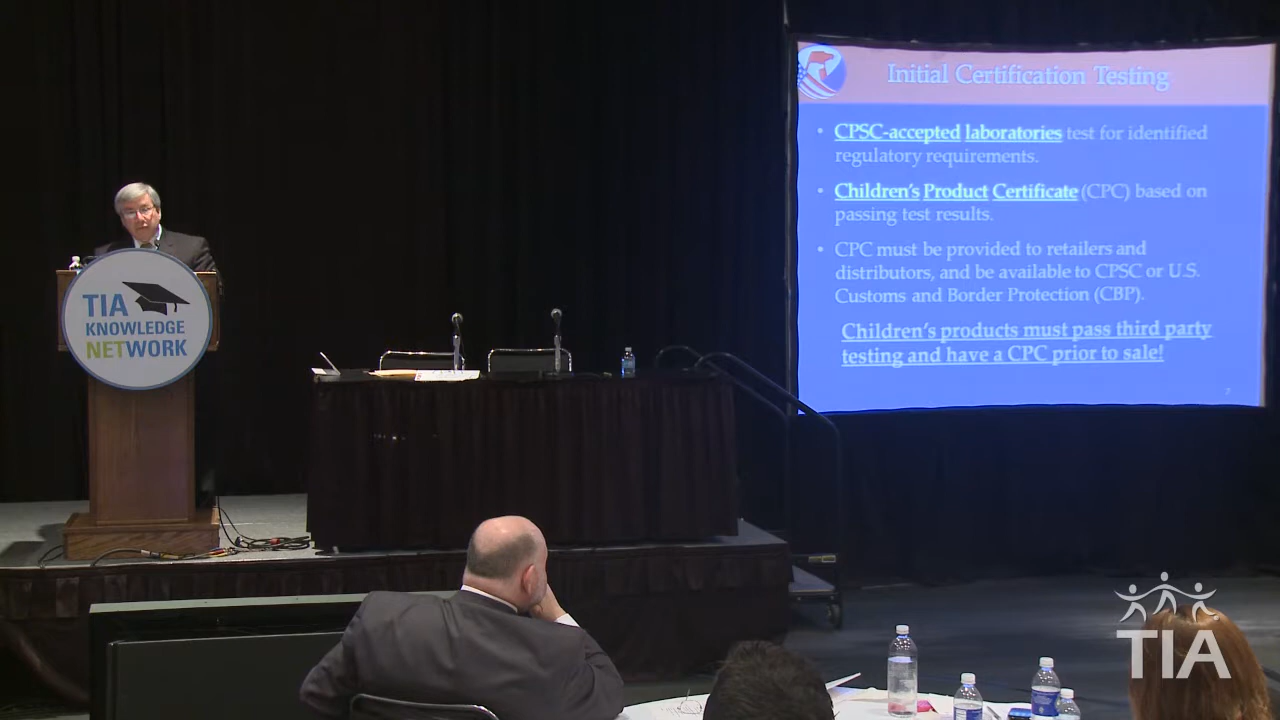 Initial Certification Testing
• CPSC-accepted laboratories test for identified
regulatory requirements.
• Children's Product Certificate (CPC) based on
passing test results.
• CPC must be provided to retailers and
distributors, and be available to CPSC or U.S.
Customs and Border Protection (CBP).
Children's products must pass third party
testing and have a CPC prior to sale!
7
TIA
KNOWLEDGE
NETWORK
TIA